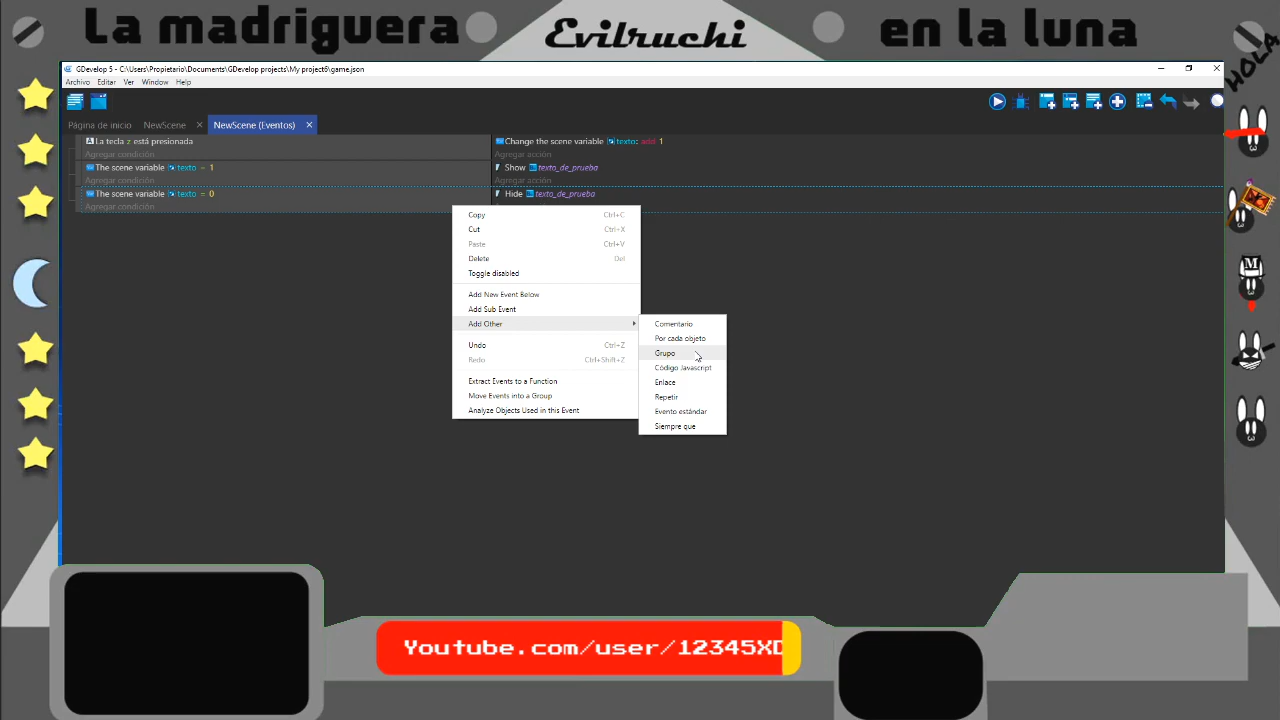 La madriguera
Evilruchi
en la luna
HOLA
GDevelop 5 - C:\Users\Propietario\Documents\GDevelop projects\My project9\game.json
Archivo Editar Ver Window Help
Página de inicio NewScene × NewScene (Eventos) ×
La tecla z está presionada
Change the scene variable texto: add 1
Agregar condición
Agregar acción
The scene variable texto = 1
Show texto_de_prueba
Agregar condición
Agregar acción
The scene variable texto = 0
Hide texto_de_prueba
Agregar condición
Copy Ctrl+C
Cut Ctrl+X
Paste Ctrl+V
Delete Del
Toggle disabled
Add New Event Below
Add Sub Event
Add Other
Undo Ctrl+Z
Redo Ctrl+Shift+Z
Extract Events to a Function
Move Events into a Group
Analyze Objects Used in this Event
Comentario
Por cada objeto
Grupo
Código Javascript
Enlace
Repetir
Evento estándar
Siempre que
M
Youtube.com/user/12345XD